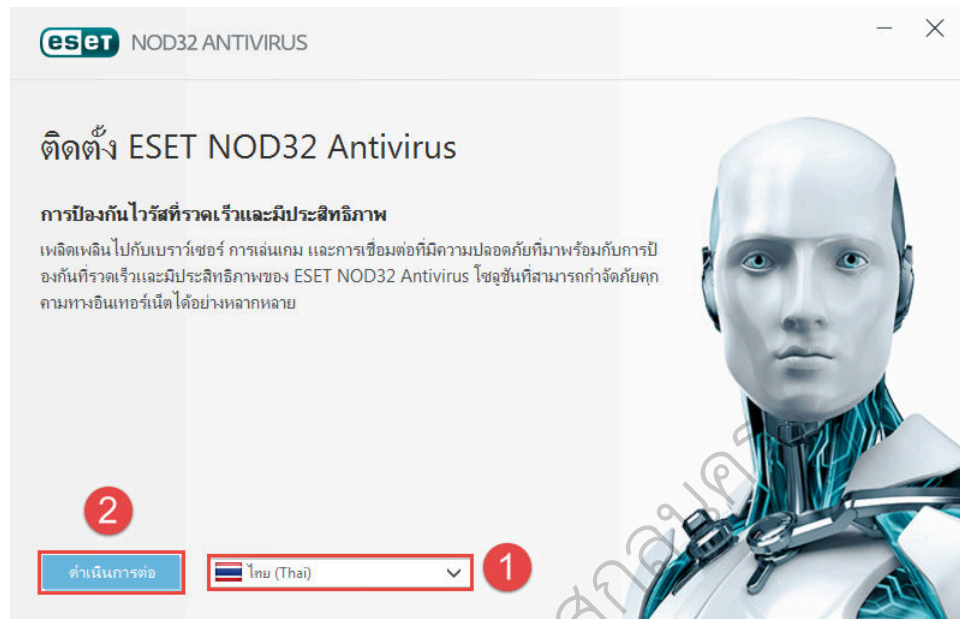 eset NOD32 ANTIVIRUS
ติดตั้ง ESET NOD32 Antivirus
การป้องกันไวรัสที่รวดเร็วและมีประสิทธิภาพ
เพลิดเพลินไปกับเบราว์เซอร์ การเล่นเกม และการเชื่อมต่อที่มีความปลอดภัยที่มาพร้อมกับการป้
องกันที่รวดเร็วและมีประสิทธิภาพของ ESET NOD32 Antivirus โซลูชันที่สามารถกำจัดภัยคุก
คามทางอินเทอร์เน็ตได้อย่างหลากหลาย
2
ดำเนินการต่อ
ไทย (Thai)
1